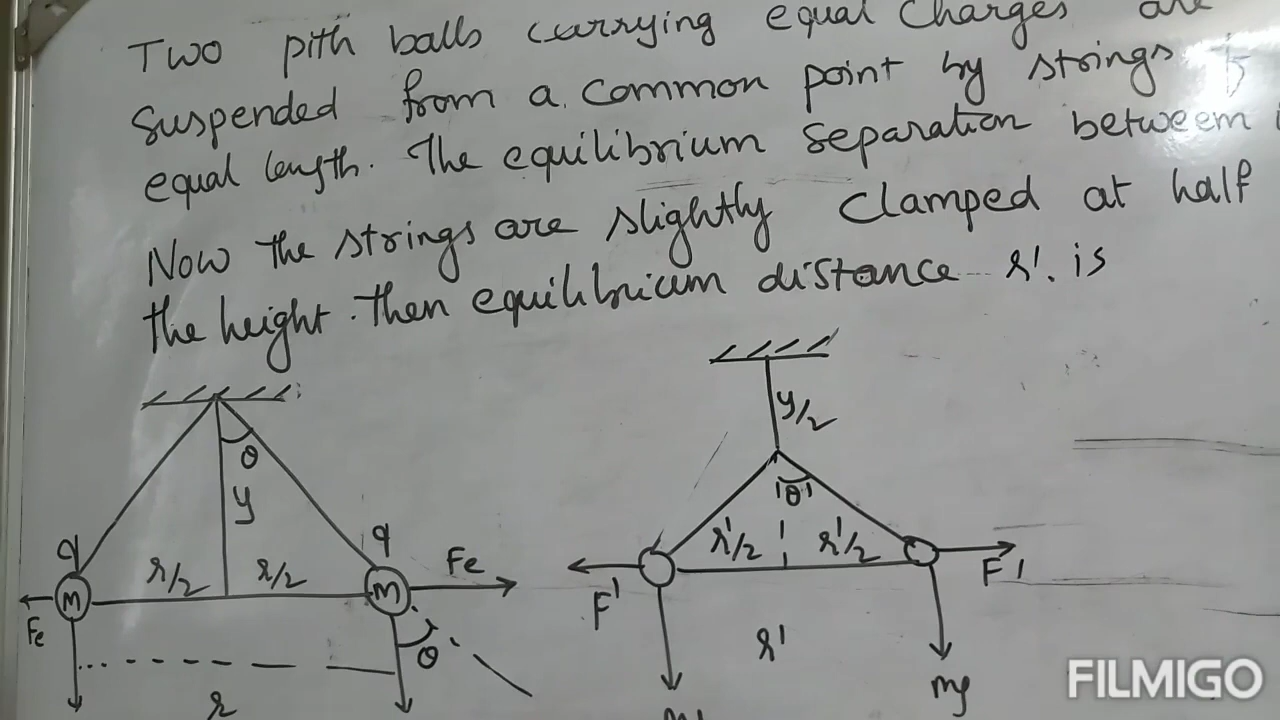 Two pith balls carrying equal charges are
suspended from a common point by strings of
equal length. The equilibrium separation between
Now the strings are slightly clamped at half
the height. Then equilibrium distance r'. is
y/2
θ
y
'θ'
q
q
r/2
r/2
r'/2
r'/2
Fe
M
m
Fe
F'
F'
θ
r'
r
mg
FILMIGO